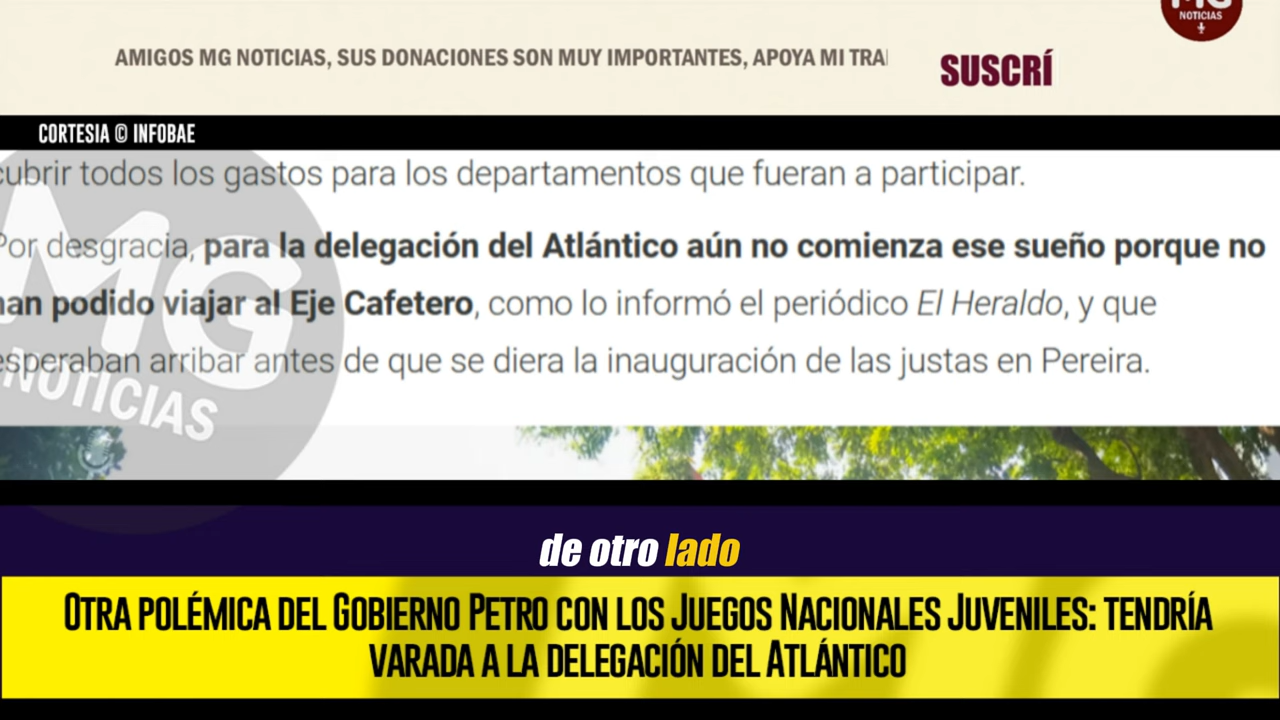 MG
NOTICIAS
AMIGOS MG NOTICIAS, SUS DONACIONES SON MUY IMPORTANTES, APOYA MI TRA
SUSCRÍ
CORTESIA © INFOBAE
cubrir todos los gastos para los departamentos que fueran a participar.
Por desgracia, para la delegación del Atlántico aún no comienza ese sueño porque no
han podido viajar al Eje Cafetero, como lo informó el periódico El Heraldo, y que
esperaban arribar antes de que se diera la inauguración de las justas en Pereira.
MG
NOTICIAS
de otro lado
OTRA POLÉMICA DEL GOBIERNO PETRO CON LOS JUEGOS NACIONALES JUVENILES: TENDRÍA
VARADA A LA DELEGACIÓN DEL ATLÁNTICO